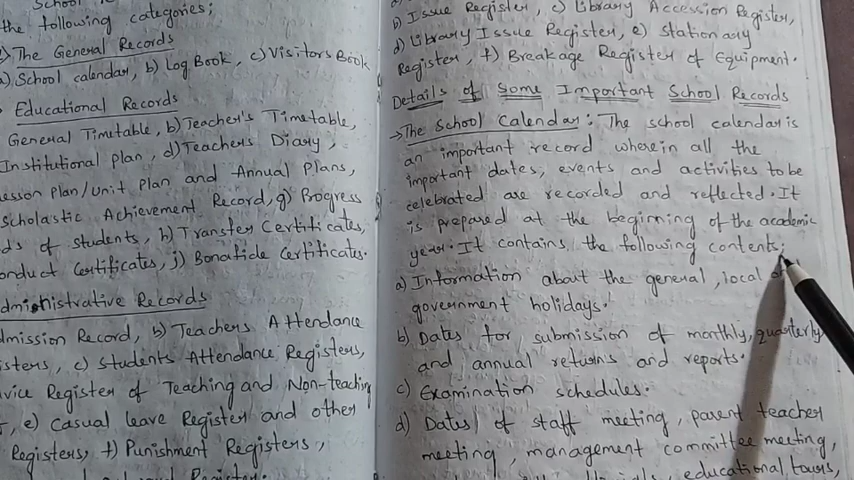 the following categories;
The General Records
a) School calendar, b) Log Book, c) Visitors Book
Educational Records
General Timetable, b) Teacher's Timetable,
Institutional plan, d) Teachers Diary,
esson Plan/Unit Plan and Annual Plans,
Scholastic Achievement Record, g) Progress
d's of students, h) Transfer Certificates,
onduct Certificates, j) Bonafide Certificates.
dministrative Records
dmission Record, b) Teachers Attendance
isters, c) Students Attendance Registers,
vice Register of Teaching and Non-teaching
, e) Casual leave Register and other
Registers, f) Punishment Registers,
b) Issue Register, c) Library Accession Register,
d) Library Issue Register, e) Stationary
Register, f) Breakage Register of Equipment.
Details of Some Important School Records
→The School Calendar: The school calendar is
an important record wherein all the
important dates, events and activities to be
celebrated are recorded and reflected. It
is prepared at the beginning of the academic
year. It contains the following contents;
a) Information about the general, local
government holidays.
b) Dates for submission of monthly, quarterly
and annual returns and reports.
c) Examination schedules.
d) Dates of staff meeting, parent teacher
meeting, management committee meeting,
educational tours,